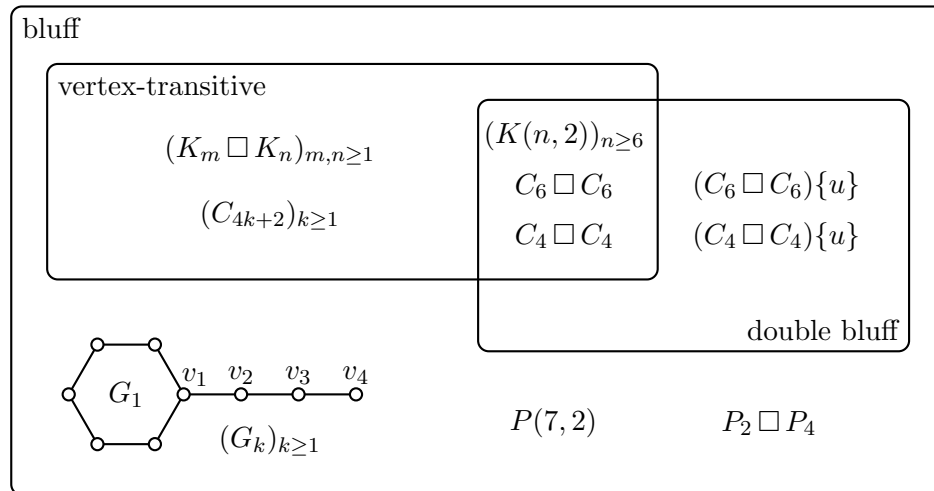 bluff
vertex-transitive
(K_m □ K_n)_{m,n≥1}
(C_{4k+2})_{k≥1}
(K(n, 2))_{n≥6}
C_6 □ C_6
(C_6 □ C_6){u}
C_4 □ C_4
(C_4 □ C_4){u}
double bluff
G_1
v_1 v_2 v_3 v_4
(G_k)_{k≥1}
P(7, 2)
P_2 □ P_4